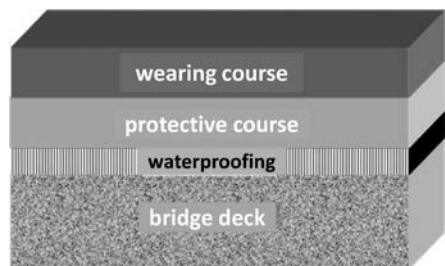 wearing course
protective course
waterproofing
bridge deck